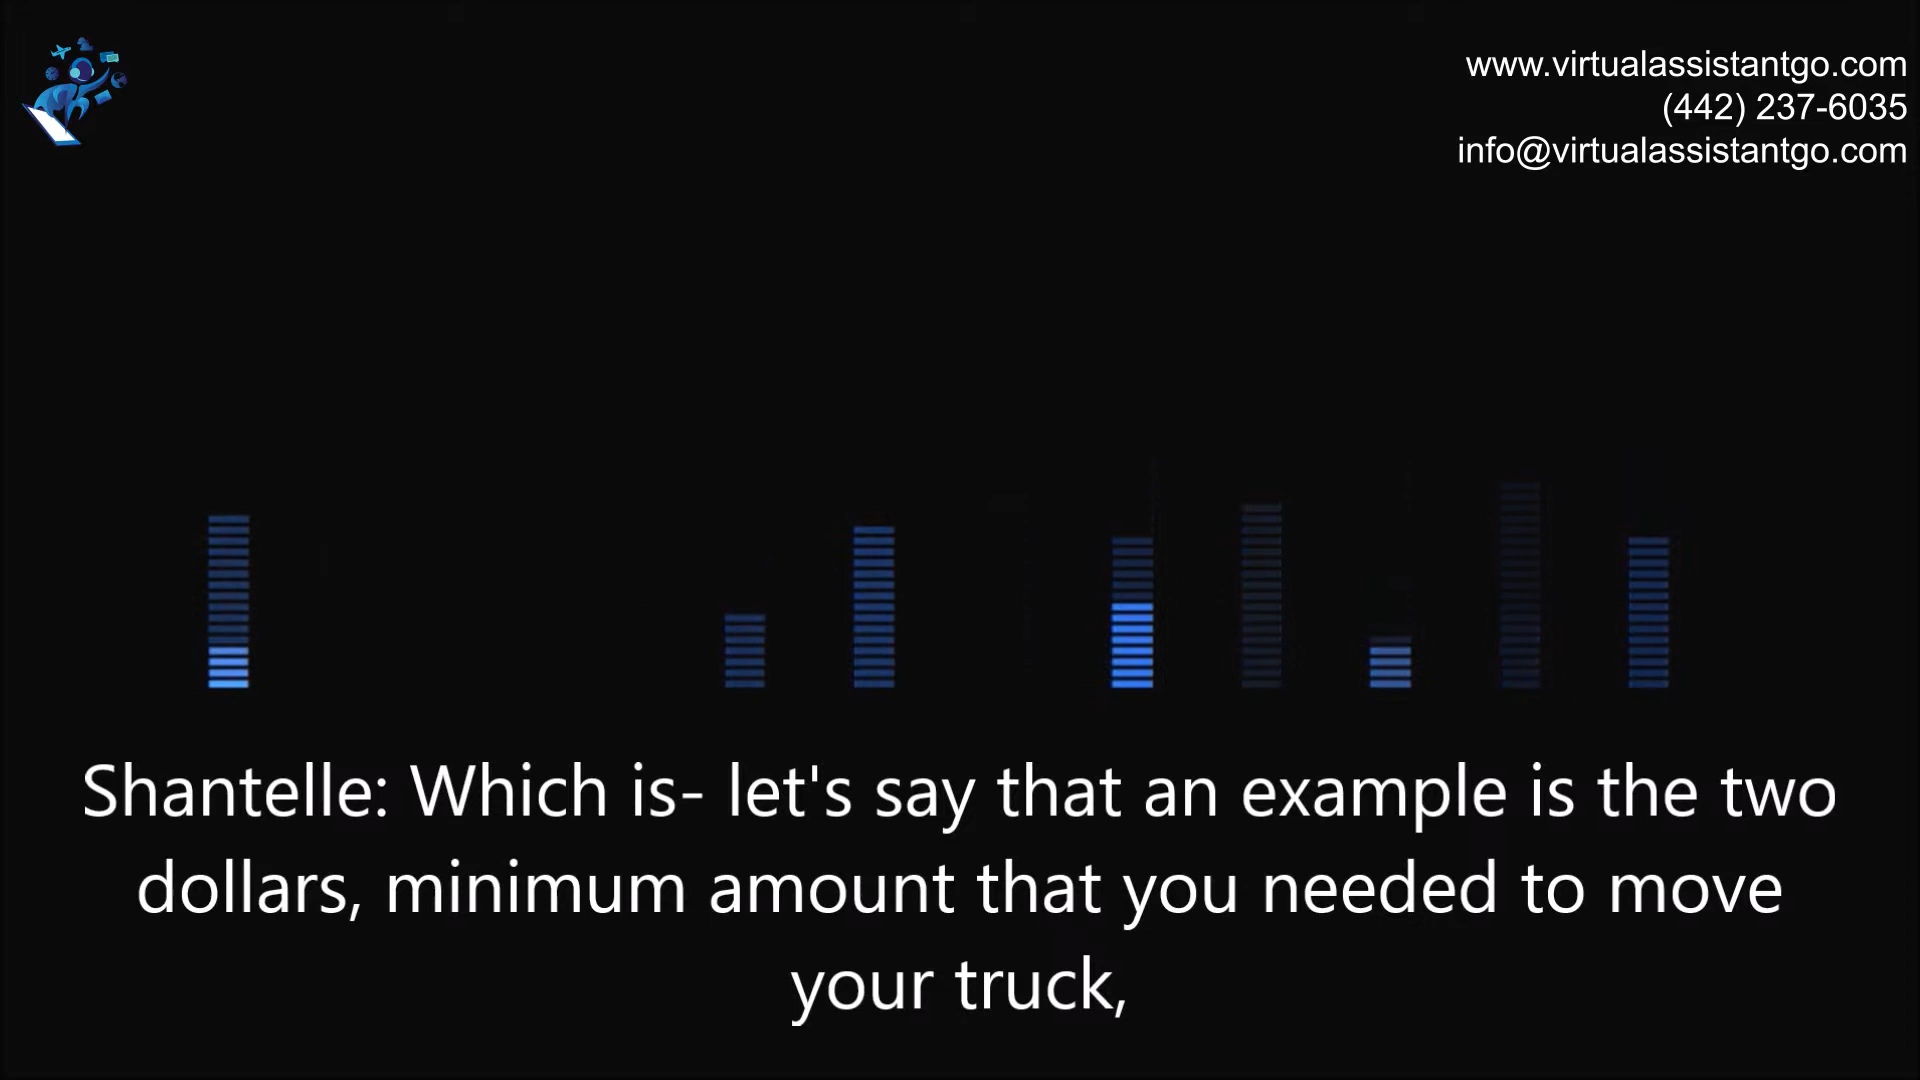 www.virtualassistantgo.com
(442) 237-6035
info@virtualassistantgo.com
Shantelle: Which is- let's say that an example is the two
dollars, minimum amount that you needed to move
your truck,